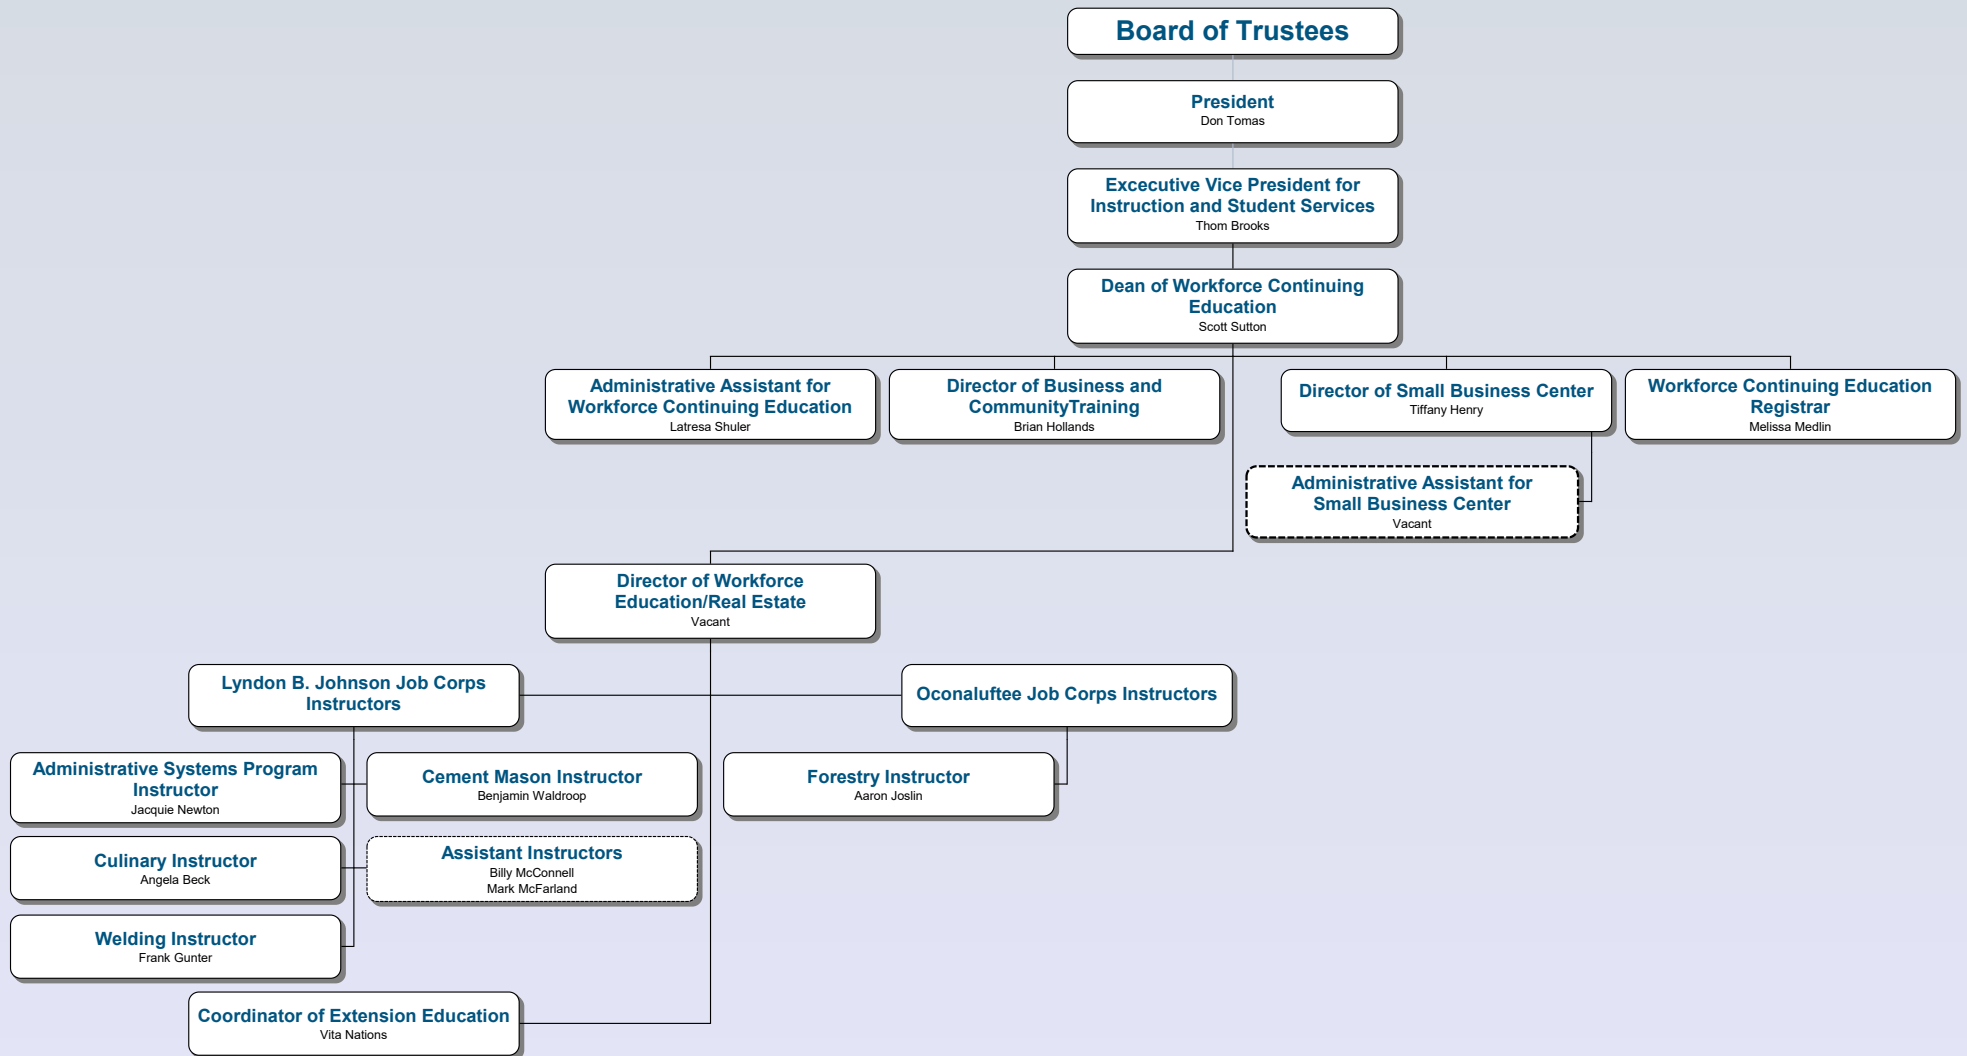 Board of Trustees
President
Don Tomas
Excecutive Vice President for
Instruction and Student Services
Thom Brooks
Dean of Workforce Continuing
Education
Scott Sutton
Administrative Assistant for
Workforce Continuing Education
Latresa Shuler
Director of Business and
CommunityTraining
Brian Hollands
Director of Small Business Center
Tiffany Henry
Workforce Continuing Education
Registrar
Melissa Medlin
Administrative Assistant for
Small Business Center
Vacant
Director of Workforce
Education/Real Estate
Vacant
Lyndon B. Johnson Job Corps
Instructors
Oconaluftee Job Corps Instructors
Administrative Systems Program
Instructor
Jacquie Newton
Cement Mason Instructor
Benjamin Waldroop
Forestry Instructor
Aaron Joslin
Culinary Instructor
Angela Beck
Assistant Instructors
Billy McConnell
Mark McFarland
Welding Instructor
Frank Gunter
Coordinator of Extension Education
Vita Nations